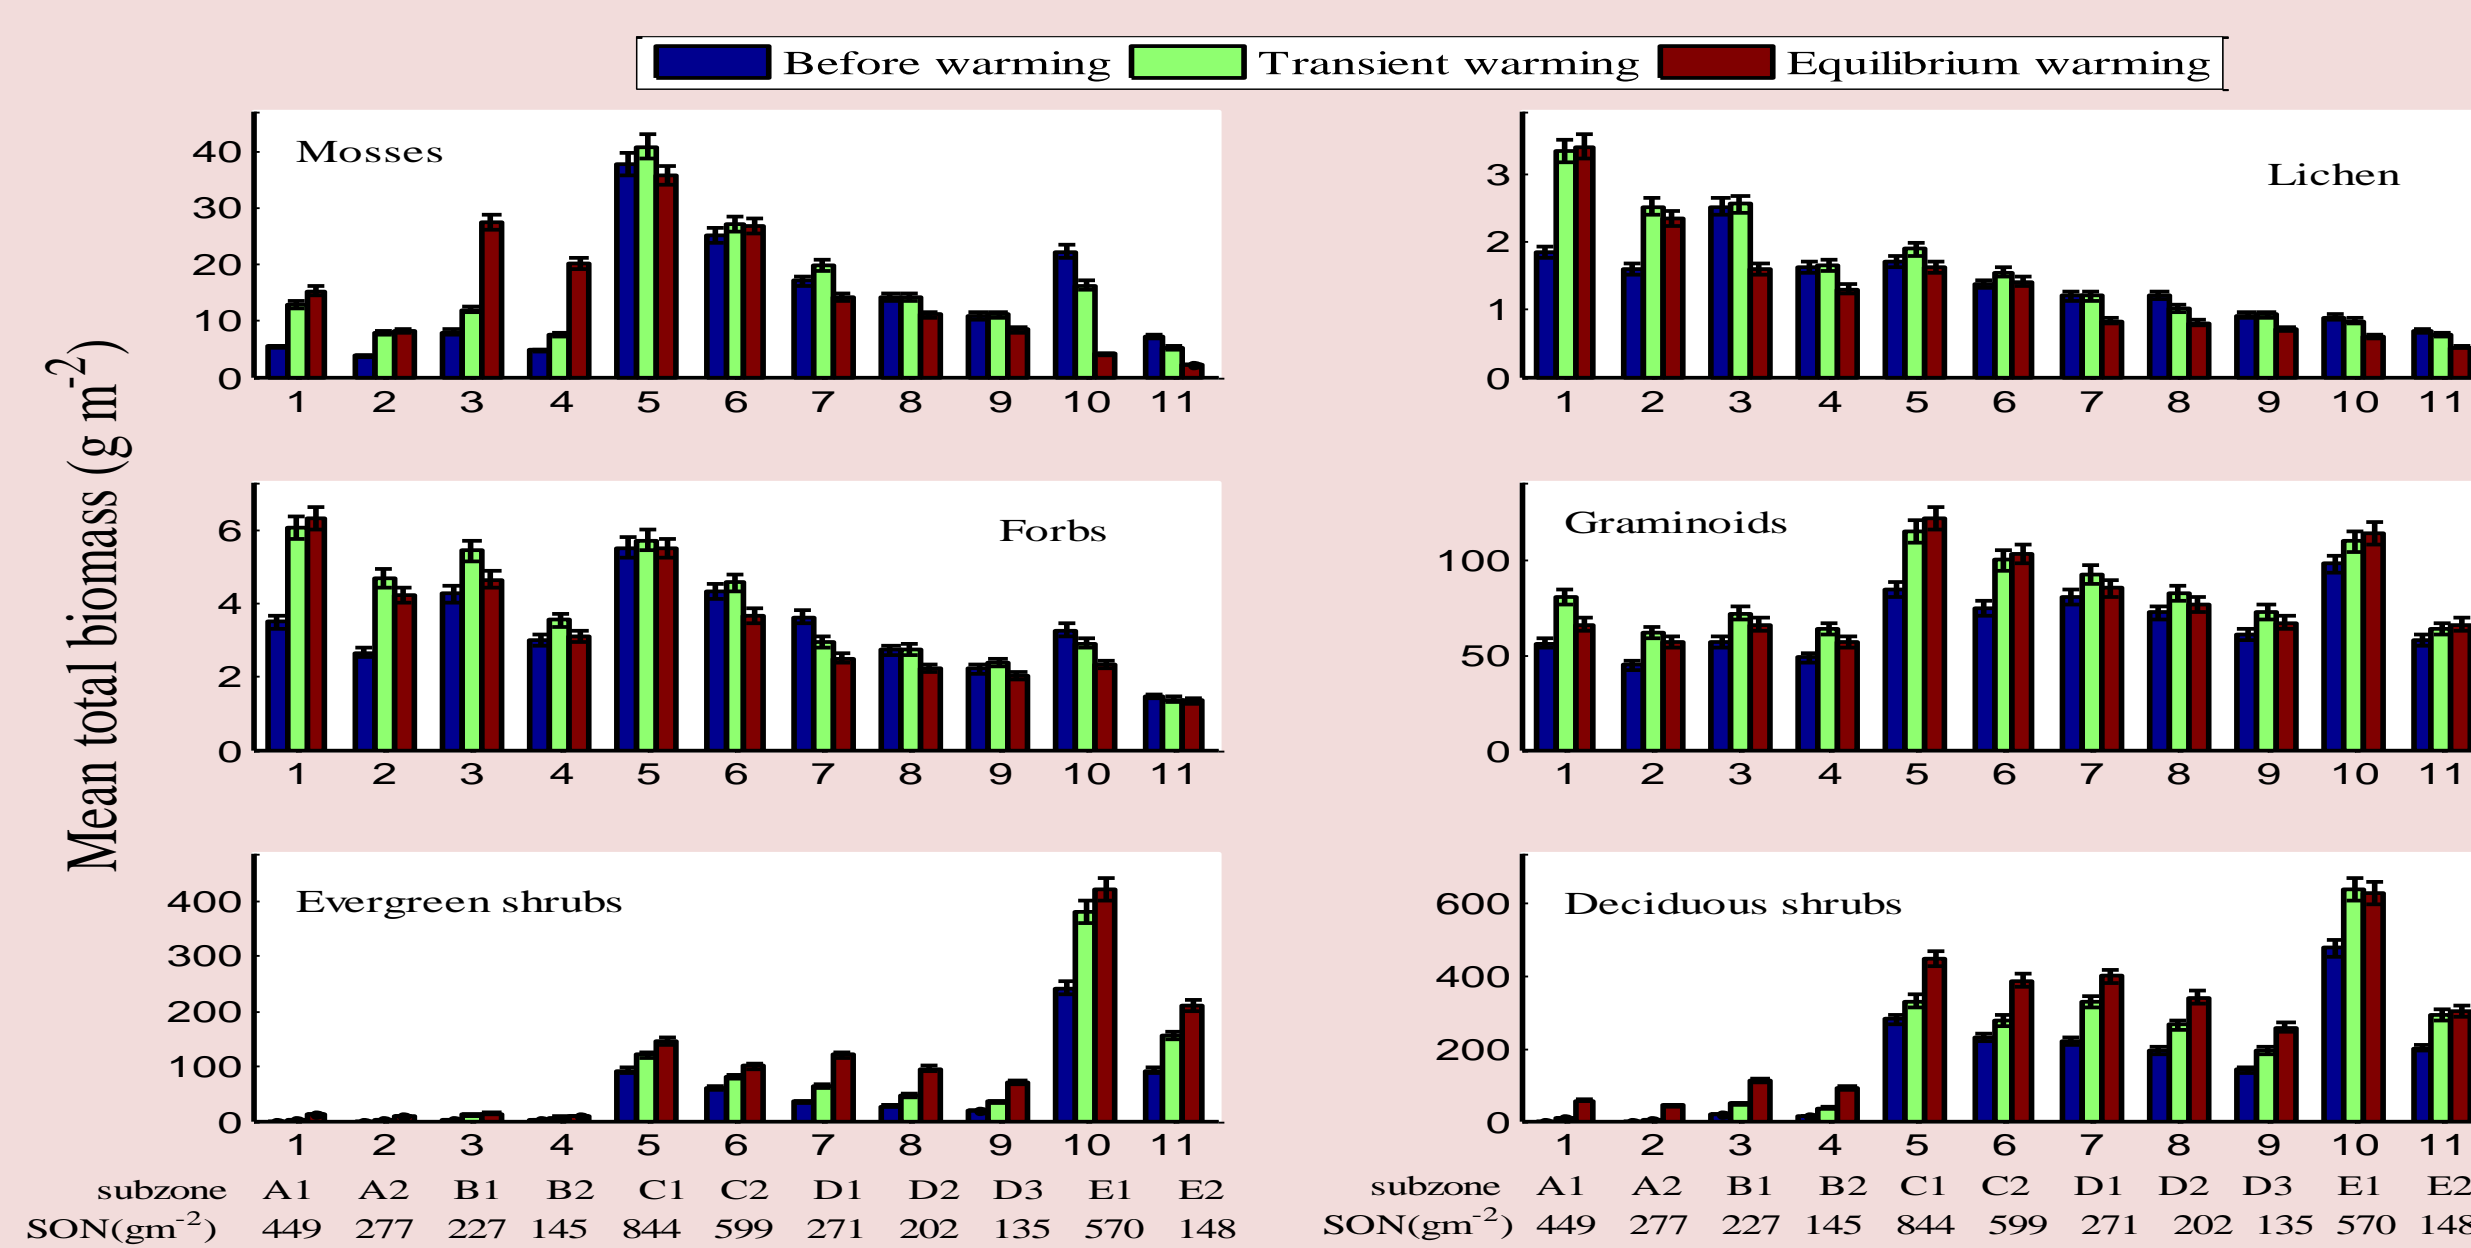 Before warming Transient warming Equilibrium warming
Mean total biomass (g m-2)
Mosses
40
30
20
10
0
1 2 3 4 5 6 7 8 9 10 11
Lichen
3
2
1
0
1 2 3 4 5 6 7 8 9 10 11
Forbs
6
4
2
0
1 2 3 4 5 6 7 8 9 10 11
Graminoids
100
50
0
1 2 3 4 5 6 7 8 9 10 11
Evergreen shrubs
400
300
200
100
0
1 2 3 4 5 6 7 8 9 10 11
subzone A1 A2 B1 B2 C1 C2 D1 D2 D3 E1 E2
SON(gm-2) 449 277 227 145 844 599 271 202 135 570 148
Deciduous shrubs
600
400
200
0
1 2 3 4 5 6 7 8 9 10 11
subzone A1 A2 B1 B2 C1 C2 D1 D2 D3 E1 E2
SON(gm-2) 449 277 227 145 844 599 271 202 135 570 148